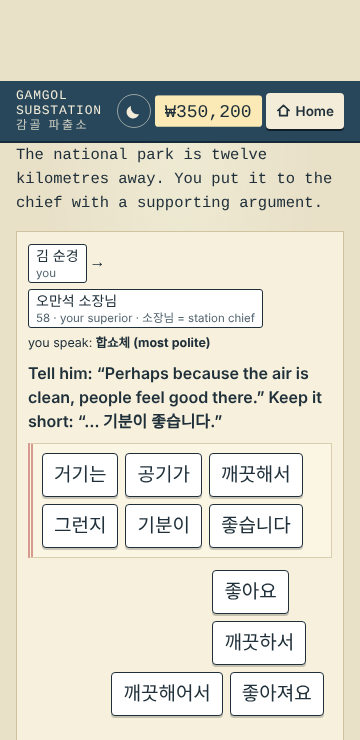 GAMGOL
SUBSTATION
감골 파출소
₩350,200
Home
The national park is twelve
kilometres away. You put it to the
chief with a supporting argument.
김 순경
you
→
오만석 소장님
58 · your superior · 소장님 = station chief
you speak: 합쇼체 (most polite)
Tell him: “Perhaps because the air is
clean, people feel good there.” Keep it
short: “… 기분이 좋습니다.”
거기는 공기가 깨끗해서
그런지 기분이 좋습니다
좋아요
깨끗하서
깨끗해어서 좋아져요